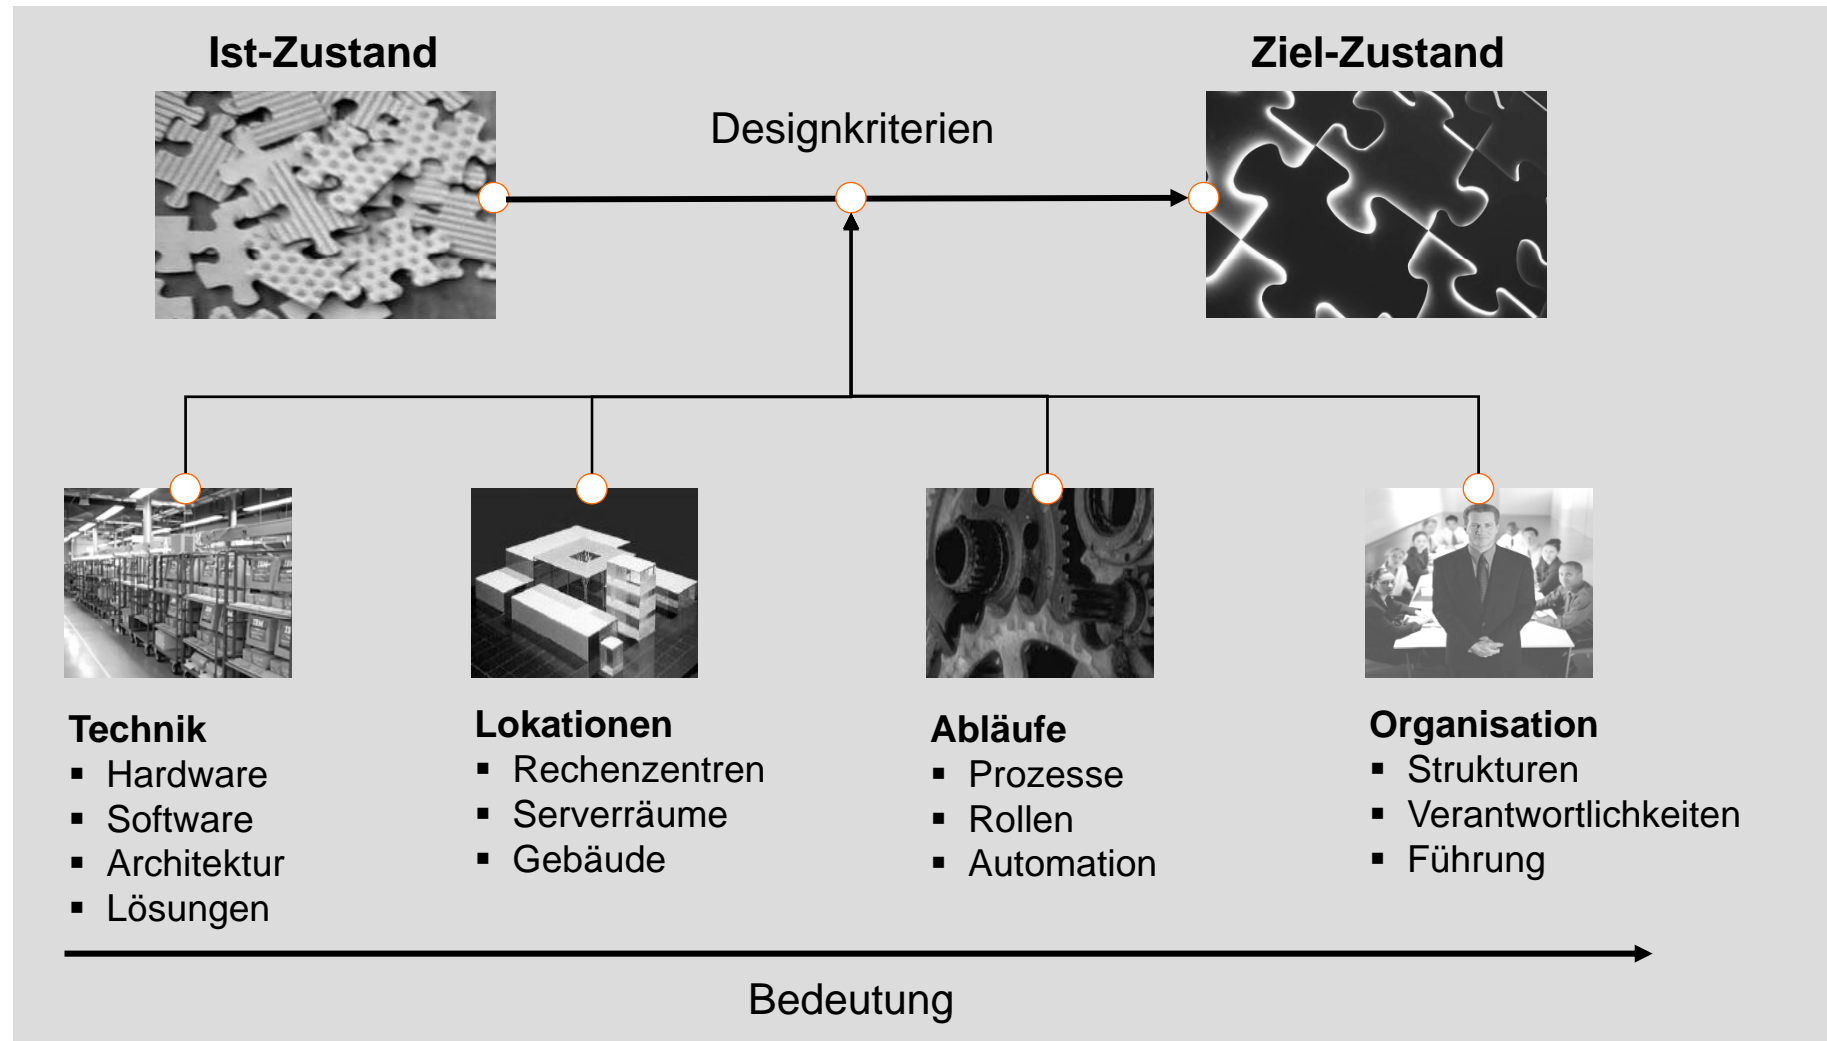 Ist-Zustand
Ziel-Zustand
Designkriterien
Technik
▪ Hardware
▪ Software
▪ Architektur
▪ Lösungen
Lokationen
▪ Rechenzentren
▪ Serverräume
▪ Gebäude
Abläufe
▪ Prozesse
▪ Rollen
▪ Automation
Organisation
▪ Strukturen
▪ Verantwortlichkeiten
▪ Führung
Bedeutung